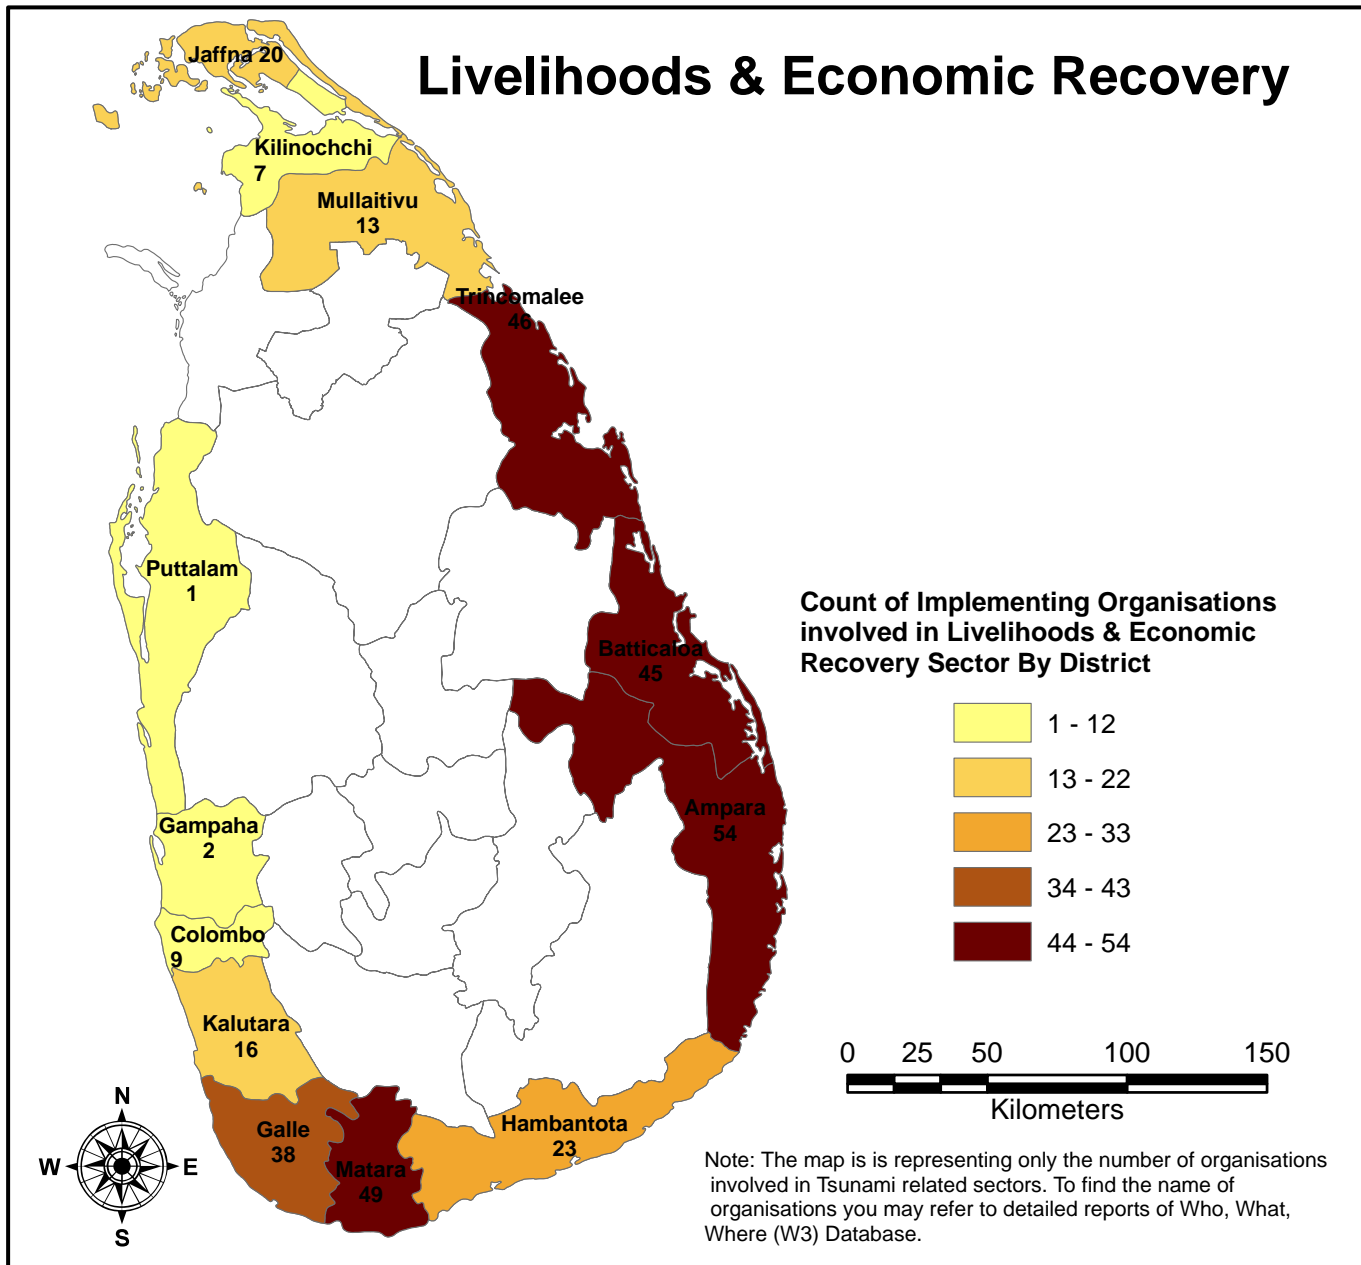 Livelihoods & Economic Recovery
Jaffna 20
Kilinochchi
7
Mullaitivu
13
Trincomalee
46
Puttalam
1
Batticaloa
45
Ampara
54
Gampaha
2
Colombo
9
Kalutara
16
Galle
38
Matara
49
Hambantota
23
Count of Implementing Organisations
involved in Livelihoods & Economic
Recovery Sector By District
1 - 12
13 - 22
23 - 33
34 - 43
44 - 54
0 25 50 100 150
Kilometers
N
W E
S
Note: The map is is representing only the number of organisations
involved in Tsunami related sectors. To find the name of
organisations you may refer to detailed reports of Who, What,
Where (W3) Database.